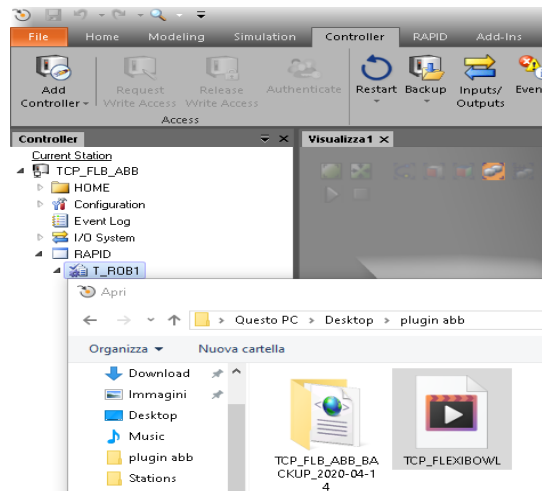 File Home Modeling Simulation Controller RAPID Add-Ins
Add Request Release Authenticate Restart Backup Inputs/ Even
Controller Write Access Write Access Outputs
Access
Controller Visualizza1
Current Station
TCP_FLB_ABB
HOME
Configuration
Event Log
I/O System
RAPID
T_ROB1
Apri
Questo PC > Desktop > plugin abb
Organizza Nuova cartella
Download
Immagini
Desktop
Music
plugin abb
Stations
TCP_FLB_ABB_BA TCP_FLEXIBOWL
CKUP_2020-04-1
4